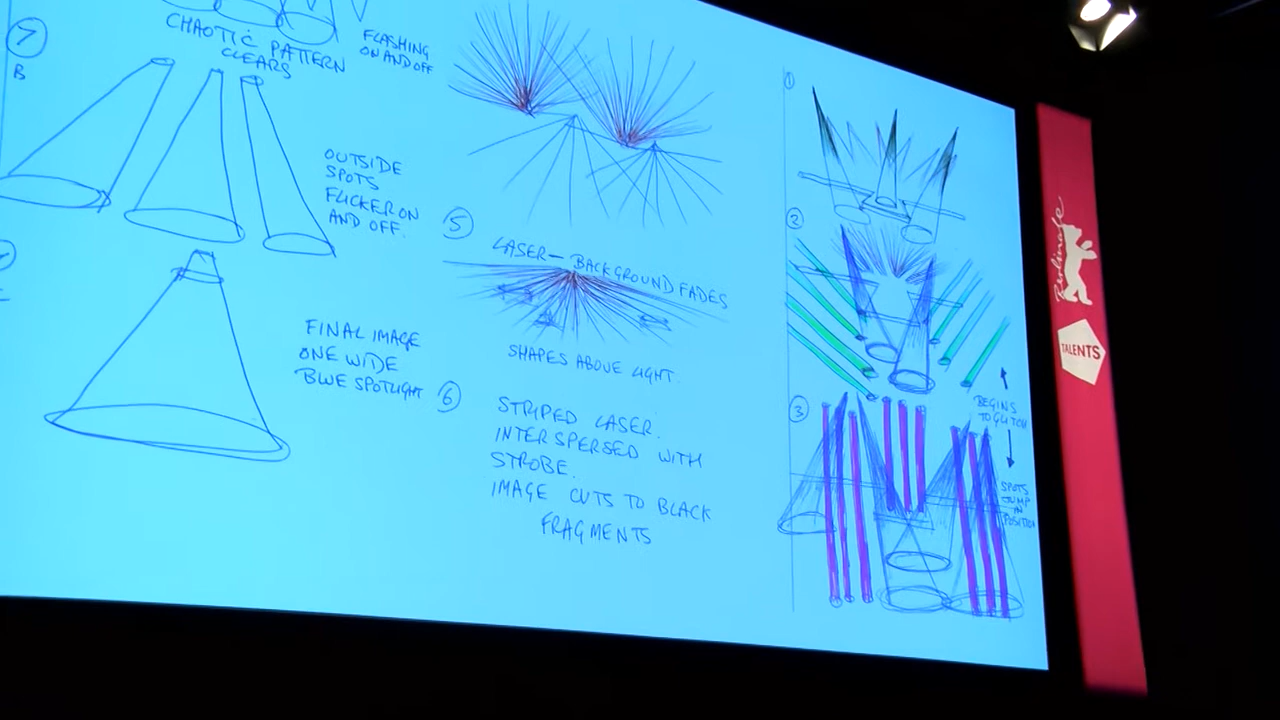 7
B
CHAOTIC PATTERN
CLEARS
FLASHING
ON AND OFF
OUTSIDE
SPOTS
FLICKER ON
AND OFF.
FINAL IMAGE
ONE WIDE
BLUE SPOTLIGHT
5
LASER — BACKGROUND FADES
SHAPES ABOVE LIGHT.
6
STRIPED LASER.
INTERSPERSED WITH
STROBE.
IMAGE CUTS TO BLACK
FRAGMENTS
1
2
BEGINS
TO GLITCH
3
SPOTS
JUMP
IN
POSITION
Berlinale
TALENTS